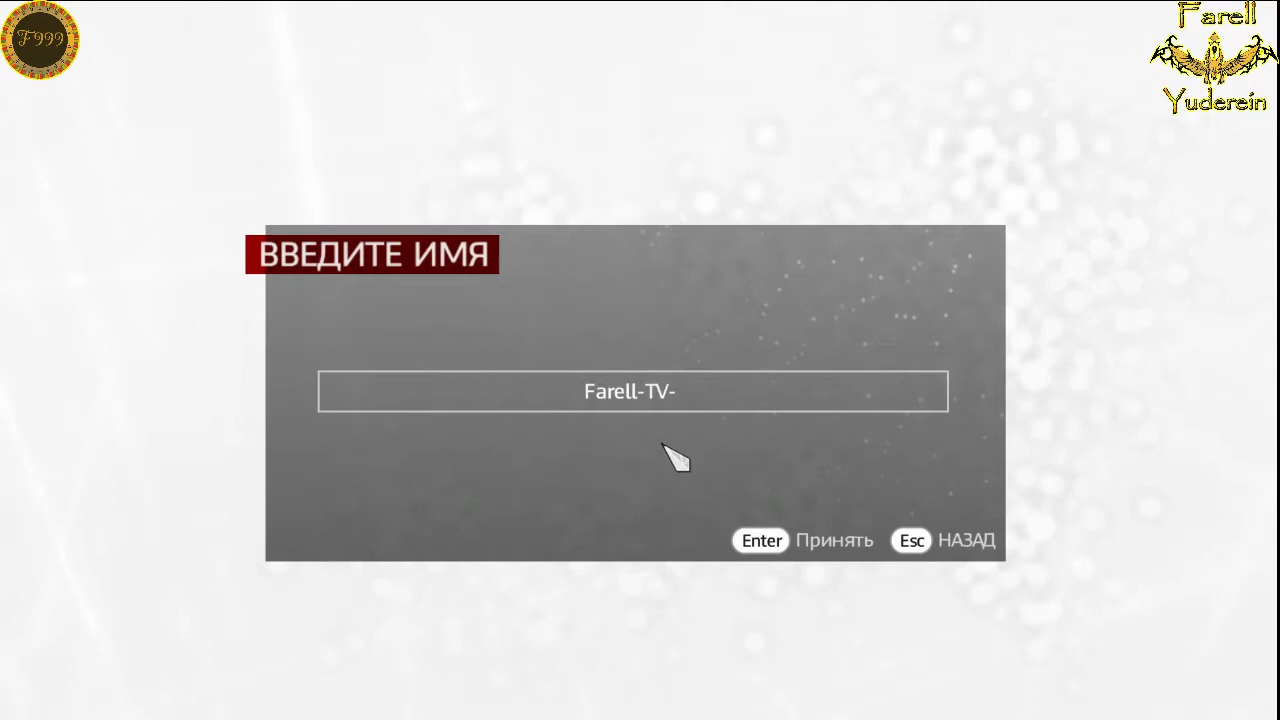 F999
Farell
Yuderein
ВВЕДИТЕ ИМЯ
Farell-TV-
Enter Принять Esc НАЗАД